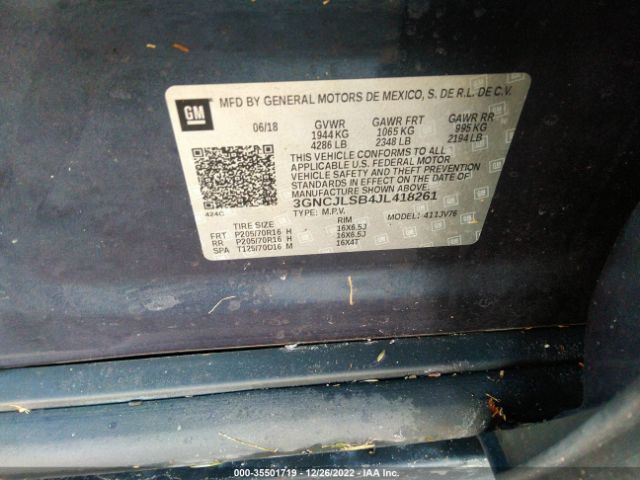 GM
MFD BY GENERAL MOTORS DE MEXICO, S. DE R.L. DE C.V.
06/18 GVWR GAWR FRT GAWR RR
1944 KG 1065 KG 995 KG
4286 LB 2348 LB 2194 LB
THIS VEHICLE CONFORMS TO ALL
APPLICABLE U.S. FEDERAL MOTOR
VEHICLE SAFETY AND THEFT PREVENTION
STANDARDS IN EFFECT ON THE DATE OF
MANUFACTURE SHOWN ABOVE.
3GNCJLSB4JL418261
424C
TYPE: M.P.V. MODEL: 411JV76
TIRE SIZE RIM
FRT P205/70R16 H 16X6.5J
RR P205/70R16 H 16X6.5J
SPA T125/70D16 M 16X4T
000-35501719 - 12/26/2022 - IAA Inc.